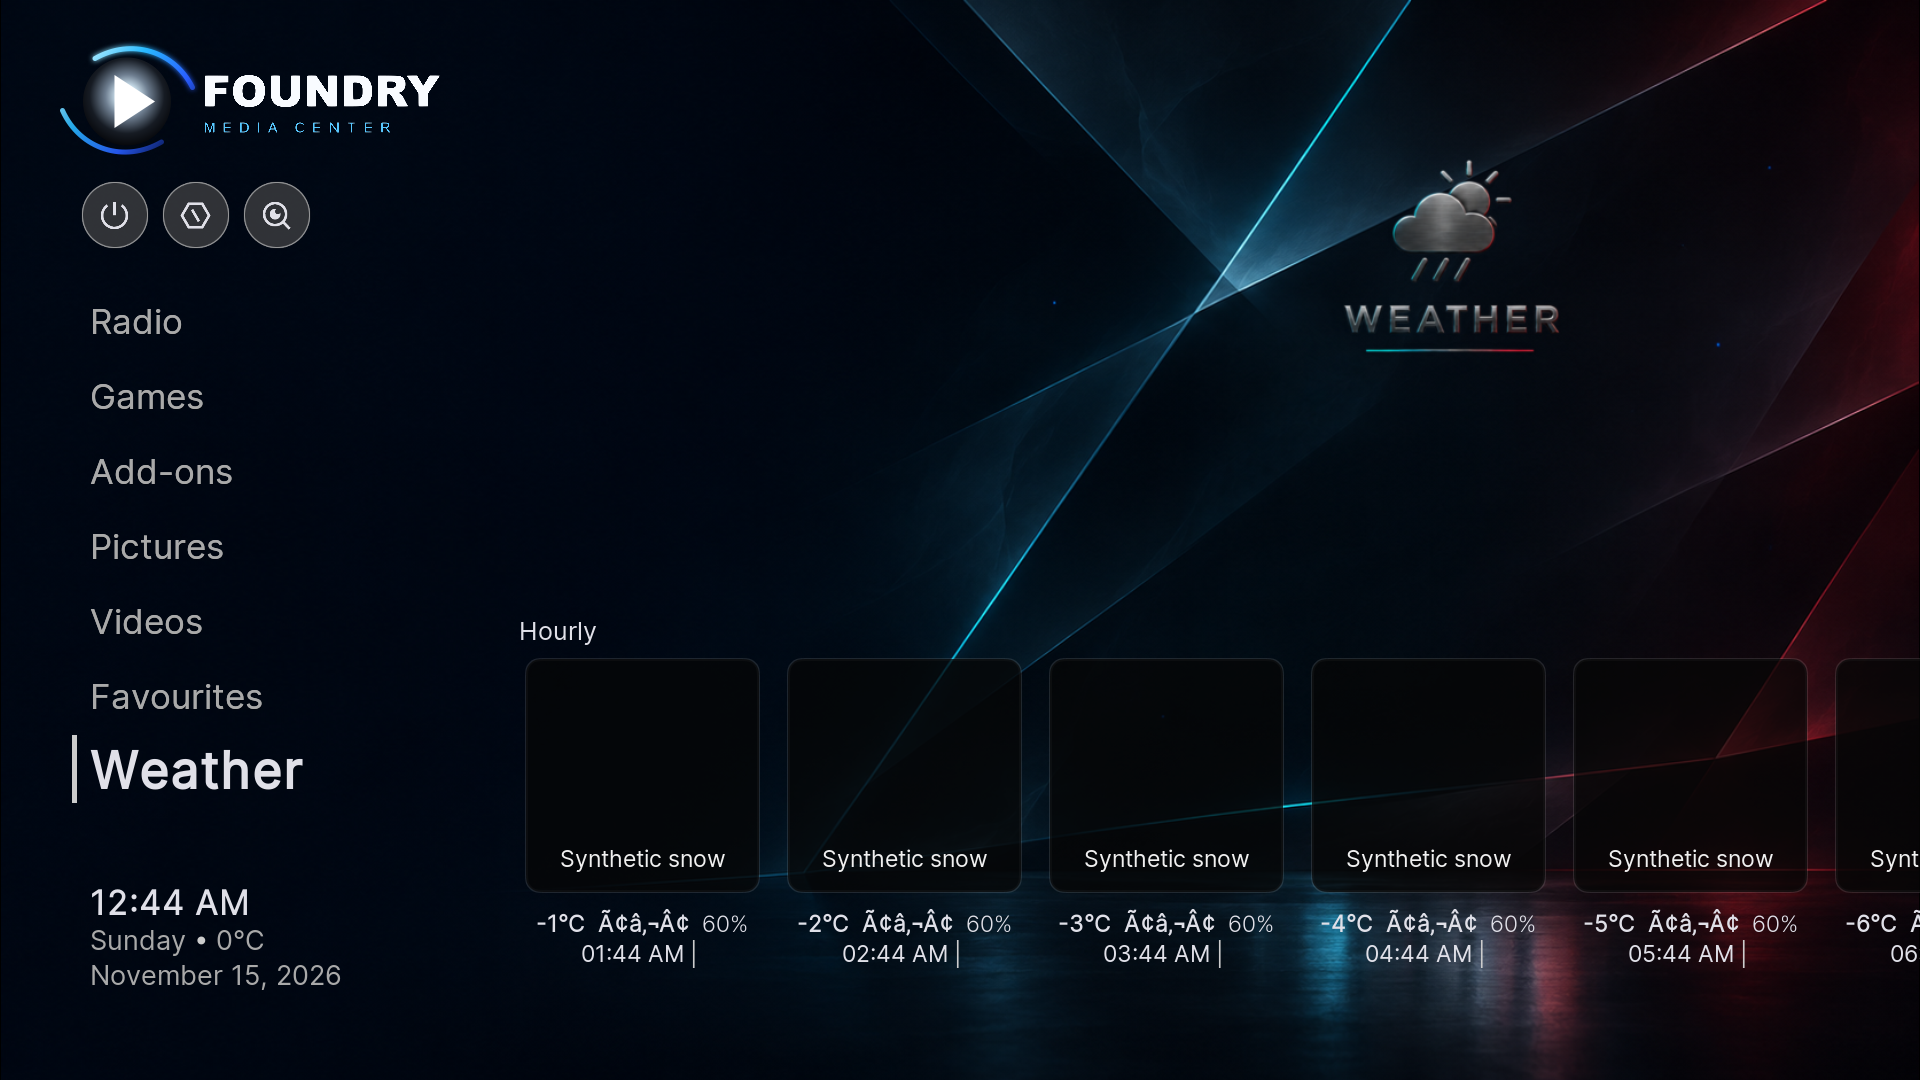 FOUNDRY
MEDIA CENTER
Radio
Games
Add-ons
Pictures
Videos
Favourites
Weather
12:44 AM
Sunday • 0°C
November 15, 2026
WEATHER
Hourly
Synthetic snow
-1°C Ã¢â‚¬Â¢ 60%
01:44 AM |
Synthetic snow
-2°C Ã¢â‚¬Â¢ 60%
02:44 AM |
Synthetic snow
-3°C Ã¢â‚¬Â¢ 60%
03:44 AM |
Synthetic snow
-4°C Ã¢â‚¬Â¢ 60%
04:44 AM |
Synthetic snow
-5°C Ã¢â‚¬Â¢ 60%
05:44 AM |
Synt
-6°C Ã
06